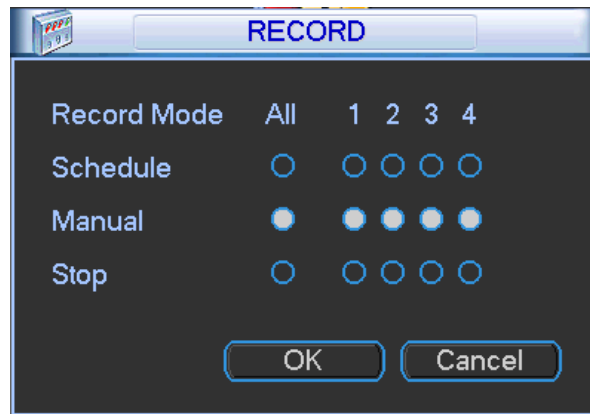 RECORD
Record Mode All 1 2 3 4
Schedule
Manual
Stop
OK Cancel